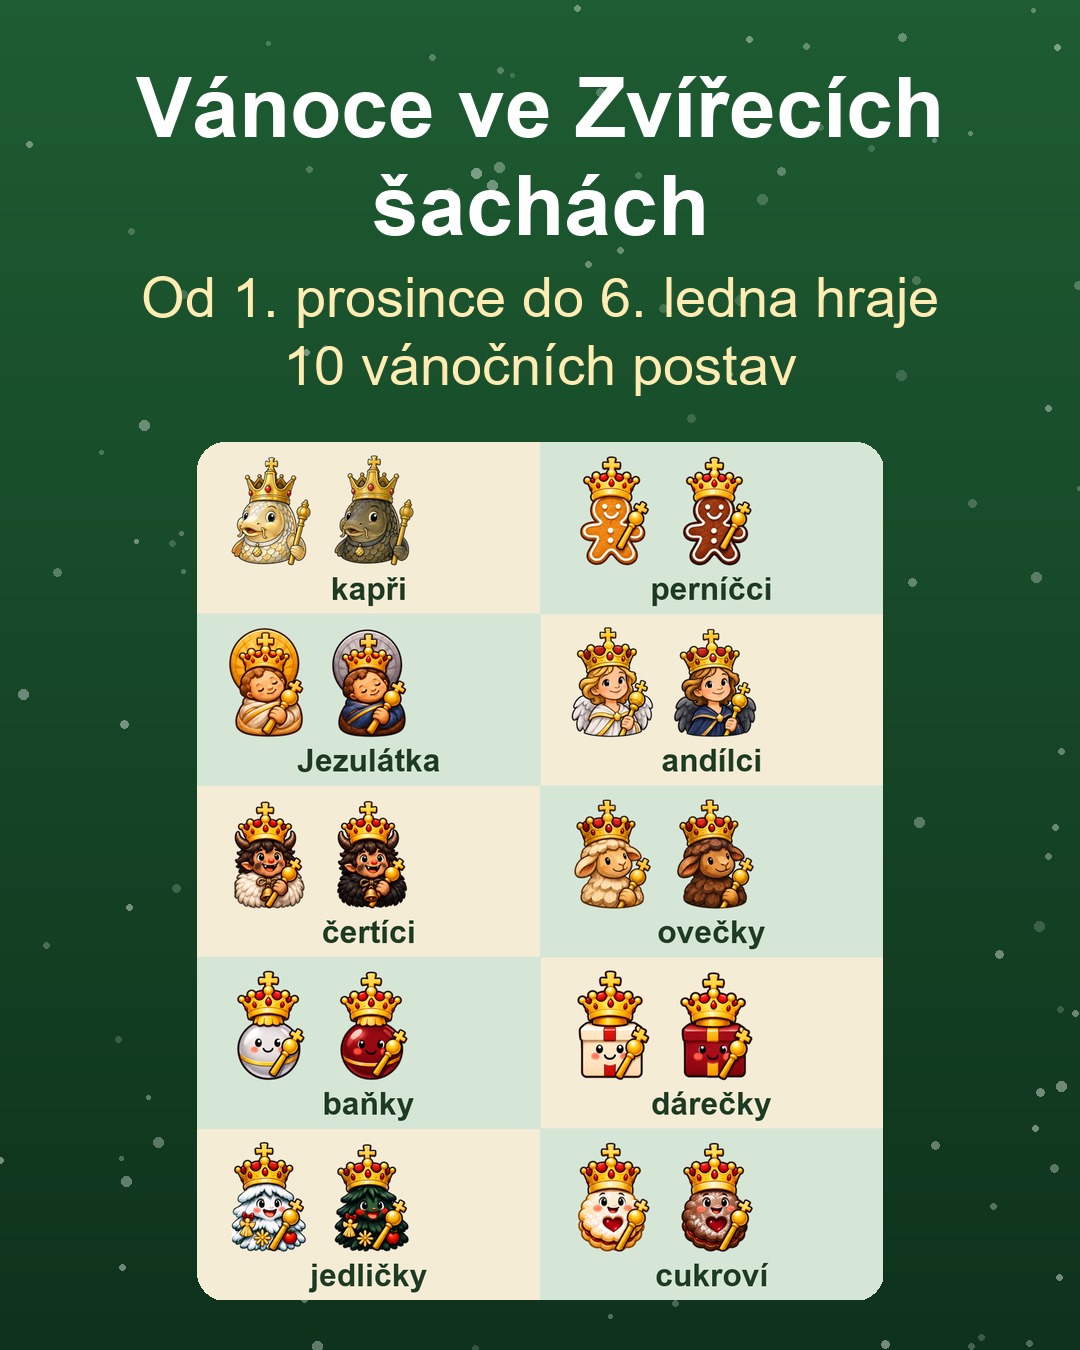 Vánoce ve Zvířecích
šachách
Od 1. prosince do 6. ledna hraje
10 vánočních postav
kapři
perníčci
Jezulátka
andílci
čertíci
ovečky
baňky
dárečky
jedličky
cukroví